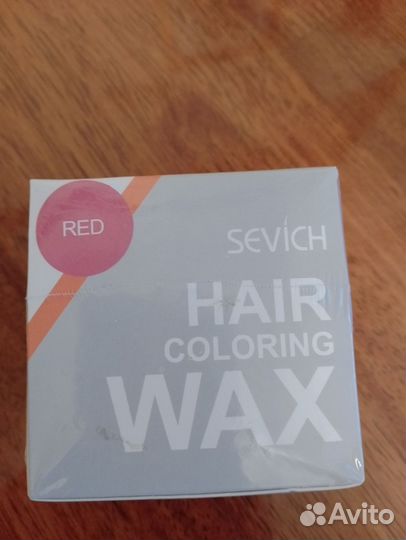 RED
SEVICH
HAIR
COLORING
WAX
Avito